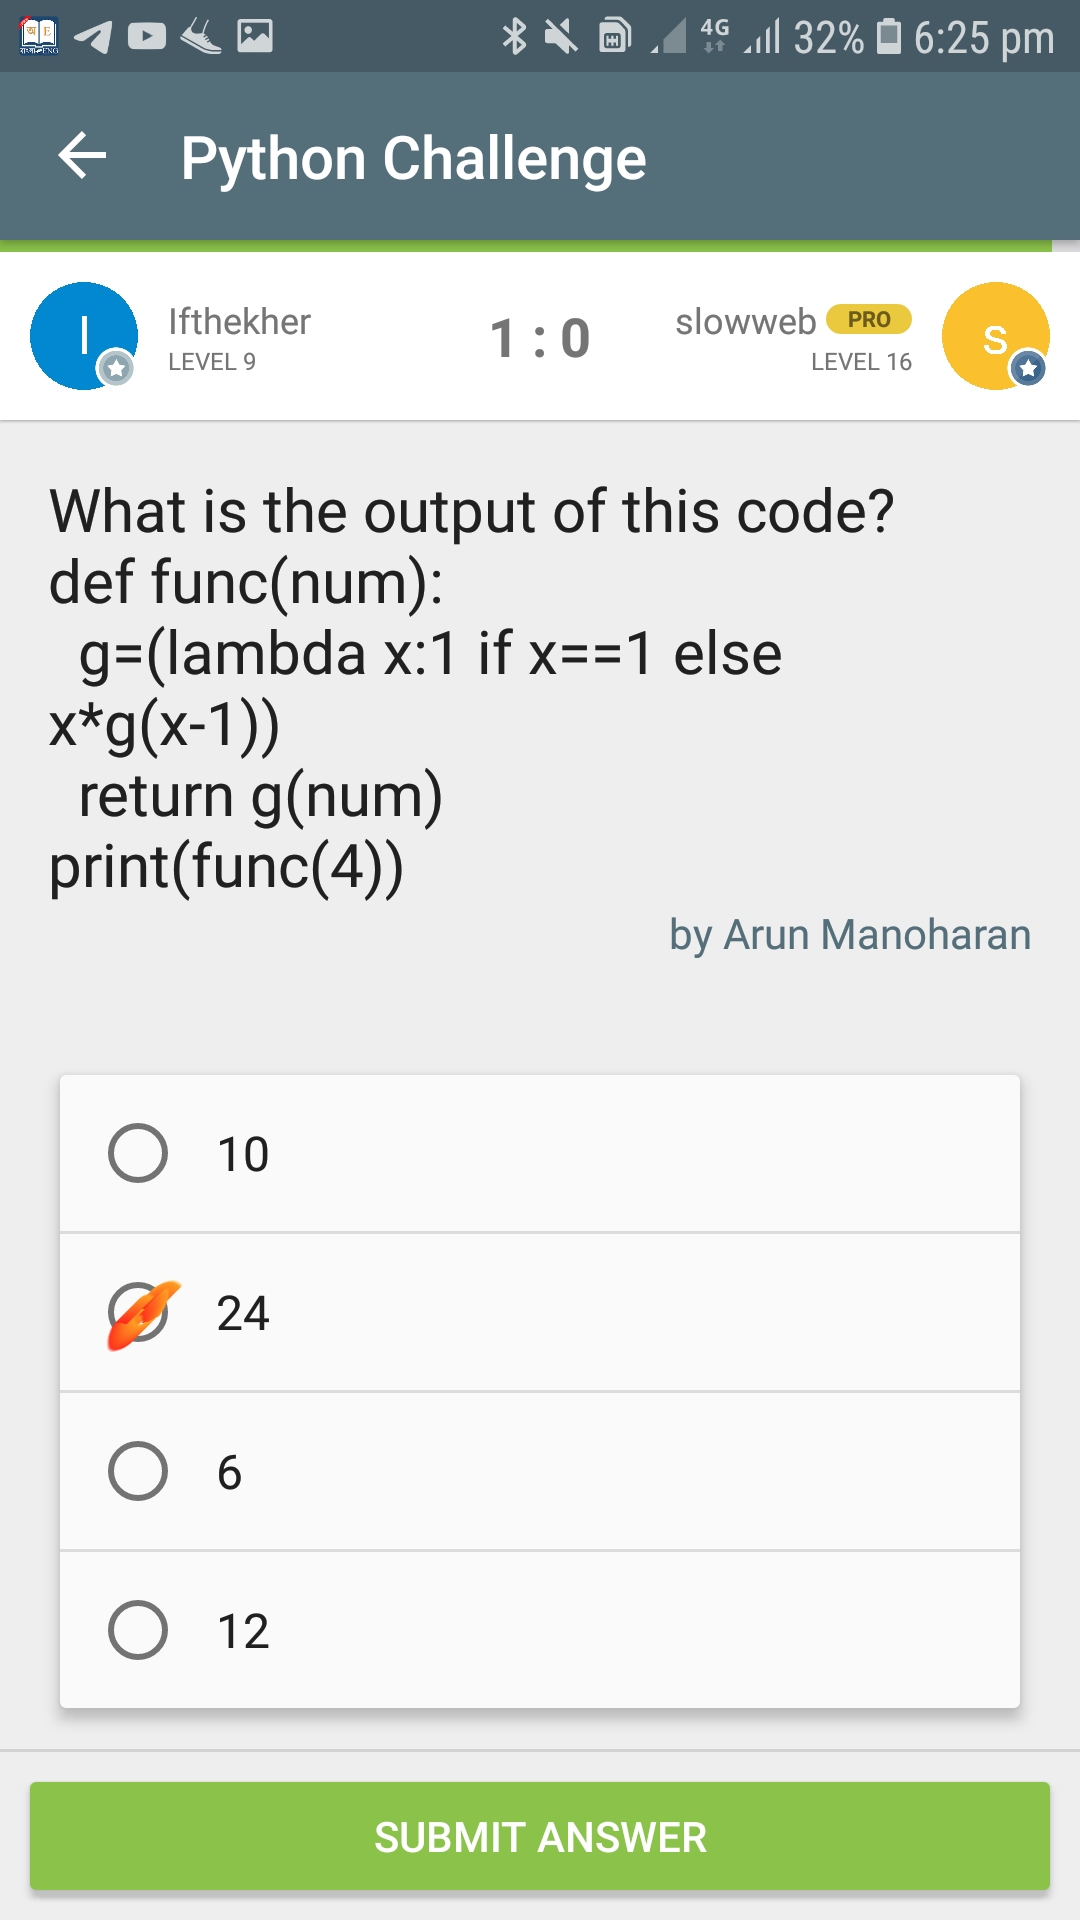 4G 32% 6:25 pm
Python Challenge
I Ifthekher 1 : 0 slowweb PRO S
LEVEL 9 LEVEL 16
What is the output of this code?
def func(num):
g=(lambda x:1 if x==1 else
x*g(x-1))
return g(num)
print(func(4))
by Arun Manoharan
10
24
6
12
SUBMIT ANSWER